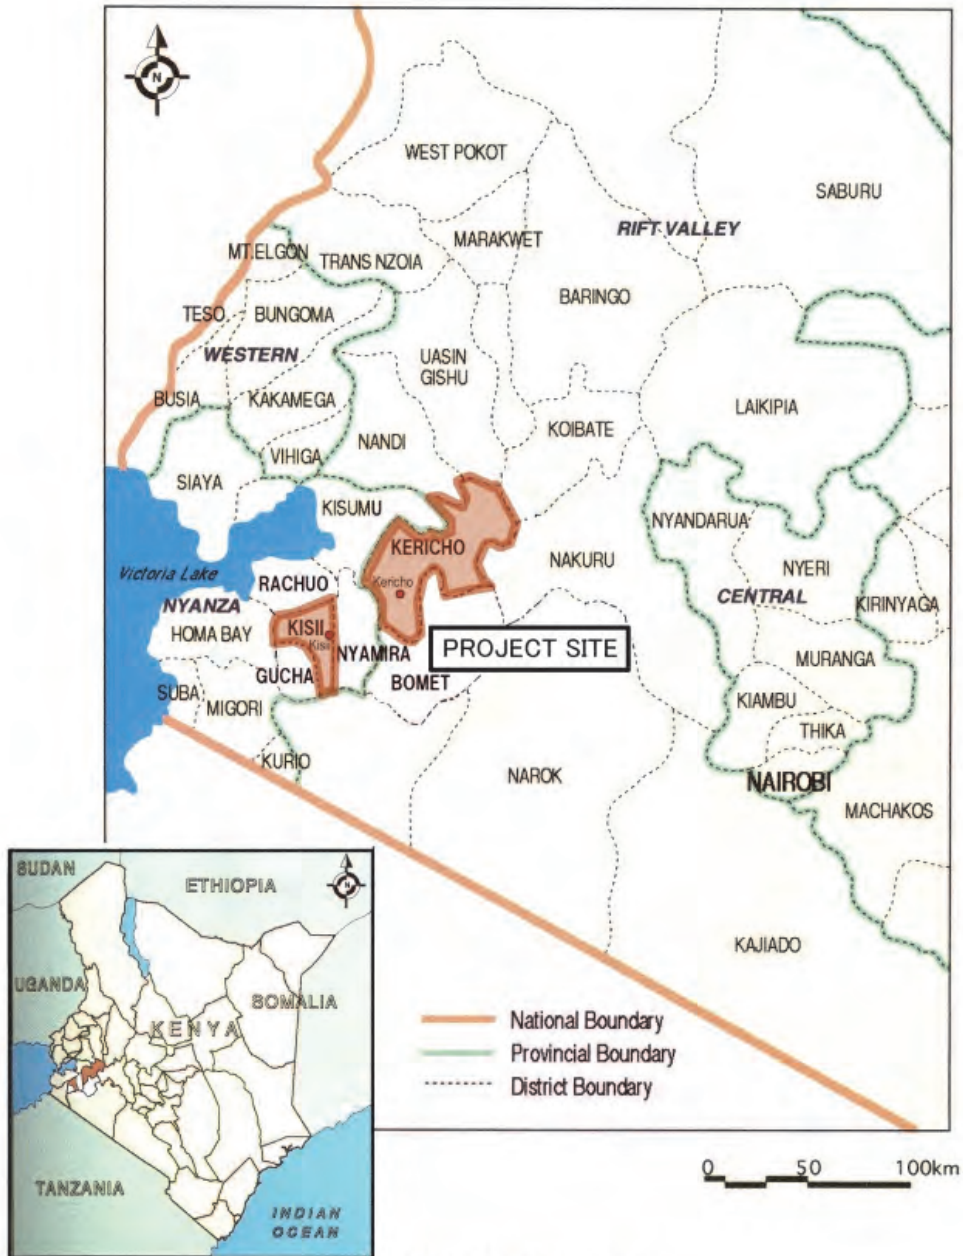 N
WEST POKOT
SABURU
MARAKWET
RIFT VALLEY
MT.ELGON
TRANS NZOIA
BARINGO
TESO
BUNGOMA
WESTERN
UASIN
GISHU
BUSIA
KAKAMEGA
LAIKIPIA
KOIBATE
NANDI
VIHIGA
SIAYA
KISUMU
NYANDARUA
KERICHO
NAKURU
NYERI
Victoria Lake
RACHUO
Kericho
CENTRAL
NYANZA
KIRINYAGA
HOMA BAY
KISII
Kisii
NYAMIRA
PROJECT SITE
MURANGA
GUCHA
BOMET
SUBA
MIGORI
KIAMBU
THIKA
KURIO
NAROK
NAIROBI
MACHAKOS
KAJIADO
National Boundary
Provincial Boundary
District Boundary
SUDAN
ETHIOPIA
N
UGANDA
SOMALIA
KENYA
TANZANIA
INDIAN
OCEAN
0 50 100km